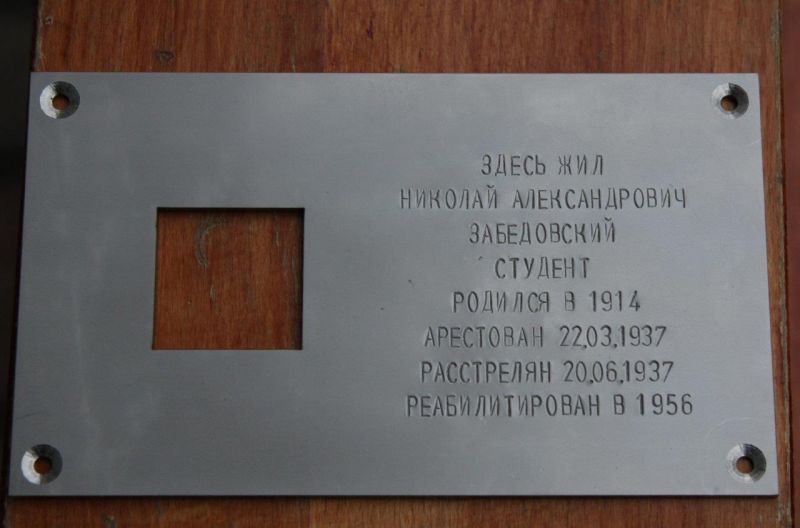 ЗДЕСЬ ЖИЛ
НИКОЛАЙ АЛЕКСАНДРОВИЧ
ЗАБЕДОВСКИЙ
СТУДЕНТ
РОДИЛСЯ В 1914
АРЕСТОВАН 22.03.1937
РАССТРЕЛЯН 20.06.1937
РЕАБИЛИТИРОВАН В 1956